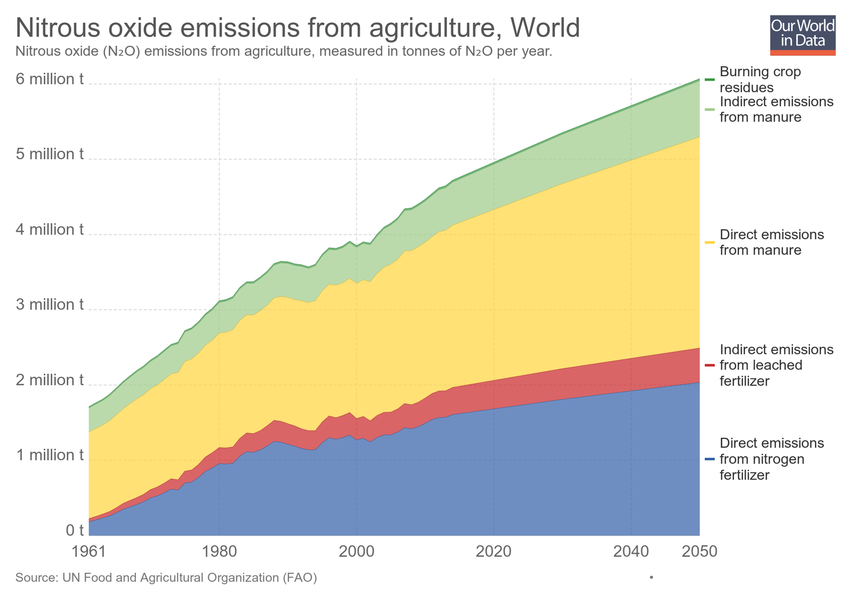 Nitrous oxide emissions from agriculture, World
Nitrous oxide (N₂O) emissions from agriculture, measured in tonnes of N₂O per year.
Our World
in Data
6 million t
5 million t
4 million t
3 million t
2 million t
1 million t
0 t
1961
1980
2000
2020
2040
2050
Burning crop
residues
Indirect emissions
from manure
Direct emissions
from manure
Indirect emissions
from leached
fertilizer
Direct emissions
from nitrogen
fertilizer
Source: UN Food and Agricultural Organization (FAO)